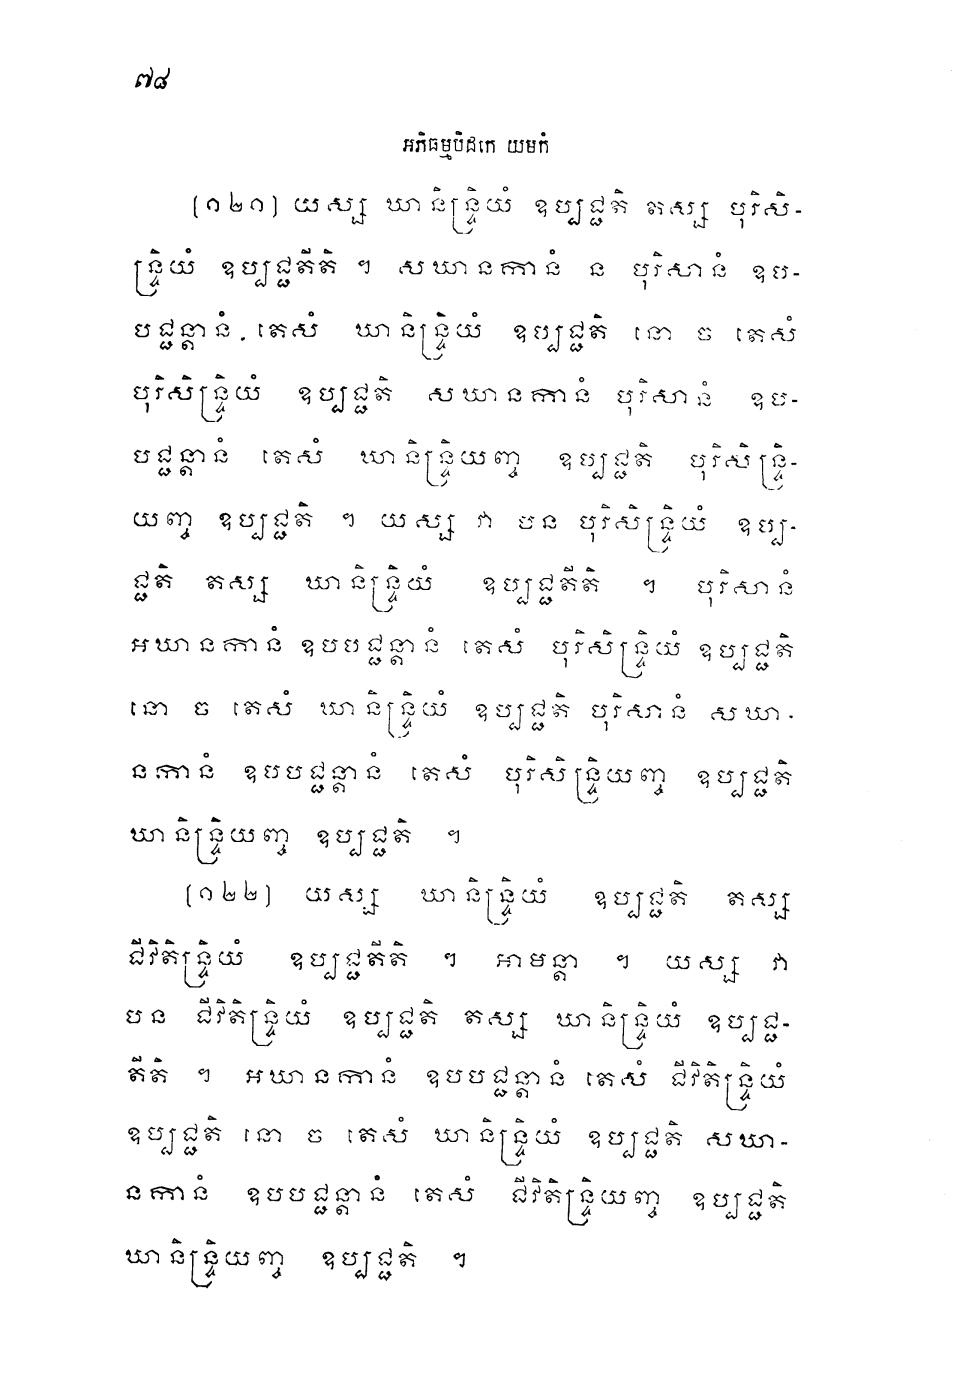 ៧៨
អភិធម្មបិដកេ យមកំ
(១២១) យស្ស ឃានិន្ទ្រិយំ ឧប្បជ្ជតិ តស្ស បុរិសិ-
ន្ទ្រិយំ ឧប្បជ្ជតីតិ ។ សឃានកានំ ន បុរិសានំ ឧប-
បជ្ជន្តានំ តេសំ ឃានិន្ទ្រិយំ ឧប្បជ្ជតិ នោ ច តេសំ
បុរិសិន្ទ្រិយំ ឧប្បជ្ជតិ សឃានកានំ បុរិសានំ ឧប-
បជ្ជន្តានំ តេសំ ឃានិន្ទ្រិយញ្ច ឧប្បជ្ជតិ បុរិសិន្ទ្រិ-
យញ្ច ឧប្បជ្ជតិ ។ យស្ស វា បន បុរិសិន្ទ្រិយំ ឧប្ប-
ជ្ជតិ តស្ស ឃានិន្ទ្រិយំ ឧប្បជ្ជតីតិ ។ បុរិសានំ
អឃានកានំ ឧបបជ្ជន្តានំ តេសំ បុរិសិន្ទ្រិយំ ឧប្បជ្ជតិ
នោ ច តេសំ ឃានិន្ទ្រិយំ ឧប្បជ្ជតិ បុរិសានំ សឃា-
នកានំ ឧបបជ្ជន្តានំ តេសំ បុរិសិន្ទ្រិយញ្ច ឧប្បជ្ជតិ
ឃានិន្ទ្រិយញ្ច ឧប្បជ្ជតិ ។
(១២២) យស្ស ឃានិន្ទ្រិយំ ឧប្បជ្ជតិ តស្ស
ជីវិតិន្ទ្រិយំ ឧប្បជ្ជតីតិ ។ អាមន្តា ។ យស្ស វា
បន ជីវិតិន្ទ្រិយំ ឧប្បជ្ជតិ តស្ស ឃានិន្ទ្រិយំ ឧប្បជ្ជ-
តីតិ ។ អឃានកានំ ឧបបជ្ជន្តានំ តេសំ ជីវិតិន្ទ្រិយំ
ឧប្បជ្ជតិ នោ ច តេសំ ឃានិន្ទ្រិយំ ឧប្បជ្ជតិ សឃា-
នកានំ ឧបបជ្ជន្តានំ តេសំ ជីវិតិន្ទ្រិយញ្ច ឧប្បជ្ជតិ
ឃានិន្ទ្រិយញ្ច ឧប្បជ្ជតិ ។